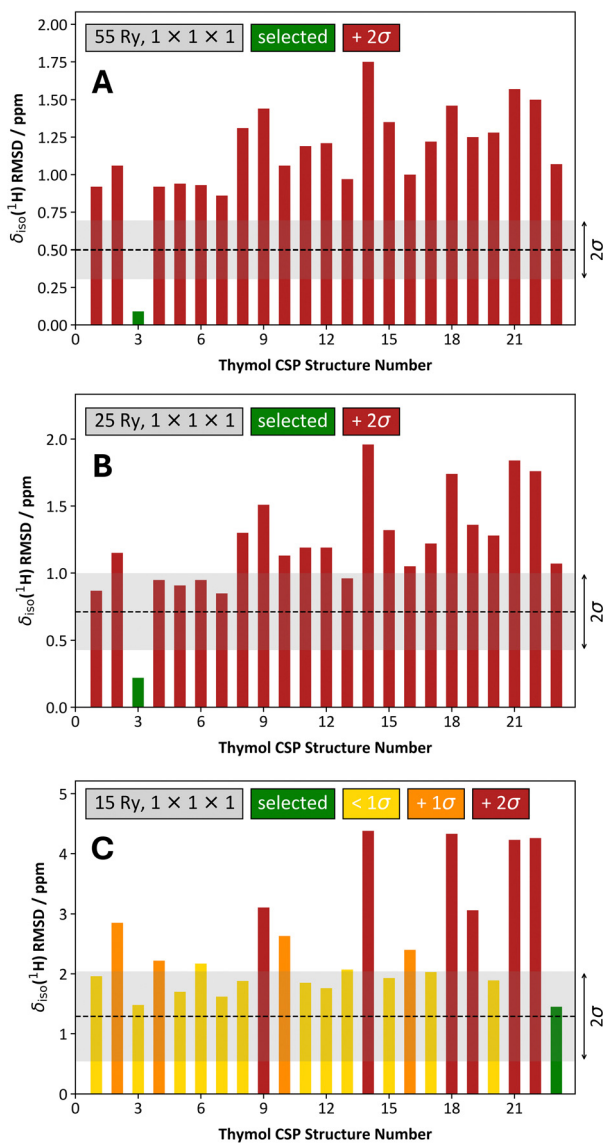 55 Ry, 1 × 1 × 1 selected + 2σ
A
2.00
1.75
1.50
1.25
1.00
0.75
0.50
0.25
0.00
δiso(¹H) RMSD / ppm
2σ
0 3 6 9 12 15 18 21
Thymol CSP Structure Number
25 Ry, 1 × 1 × 1 selected + 2σ
B
2.0
1.5
1.0
0.5
0.0
δiso(¹H) RMSD / ppm
2σ
0 3 6 9 12 15 18 21
Thymol CSP Structure Number
15 Ry, 1 × 1 × 1 selected < 1σ + 1σ + 2σ
C
5
4
3
2
1
0
δiso(¹H) RMSD / ppm
2σ
0 3 6 9 12 15 18 21
Thymol CSP Structure Number